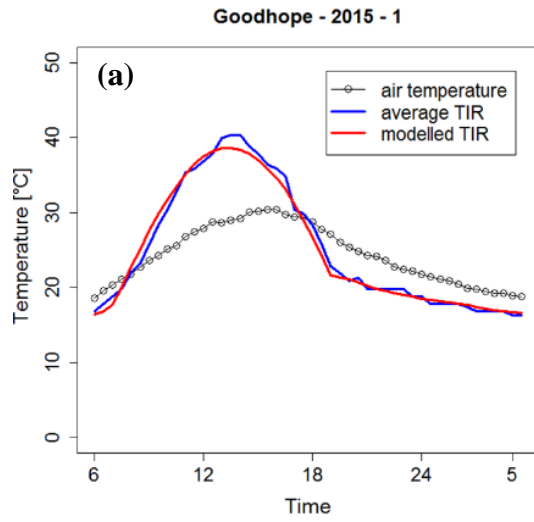 Goodhope - 2015 - 1
(a)
air temperature
average TIR
modelled TIR
Temperature [°C]
50
40
30
20
10
0
6 12 18 24 5
Time